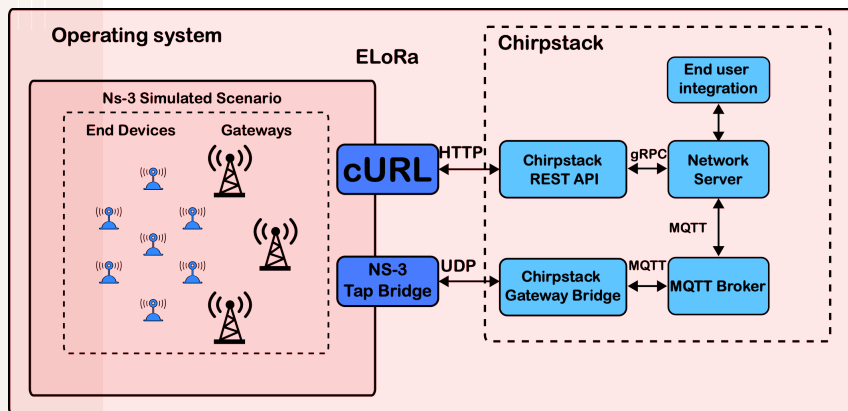 Operating system
ELoRa
Chirpstack
Ns-3 Simulated Scenario
End Devices
Gateways
cURL
HTTP
NS-3
Tap Bridge
UDP
End user
integration
Chirpstack
REST API
gRPC
Network
Server
MQTT
Chirpstack
Gateway Bridge
MQTT
MQTT Broker